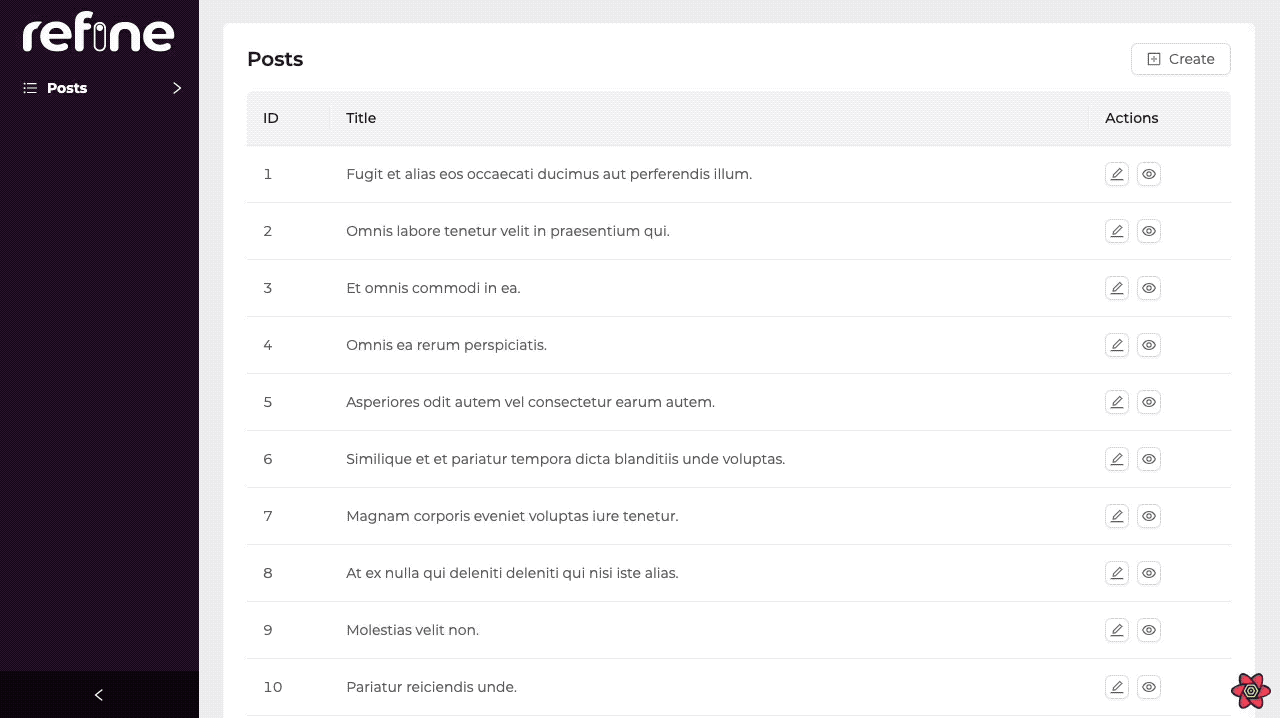 refine
Posts
Posts
Create
ID Title Actions
1 Fugit et alias eos occaecati ducimus aut perferendis illum.
2 Omnis labore tenetur velit in praesentium qui.
3 Et omnis commodi in ea.
4 Omnis ea rerum perspiciatis.
5 Asperiores odit autem vel consectetur earum autem.
6 Similique et et pariatur tempora dicta blanditiis unde voluptas.
7 Magnam corporis eveniet voluptas iure tenetur.
8 At ex nulla qui deleniti deleniti qui nisi iste alias.
9 Molestias velit non.
10 Pariatur reiciendis unde.